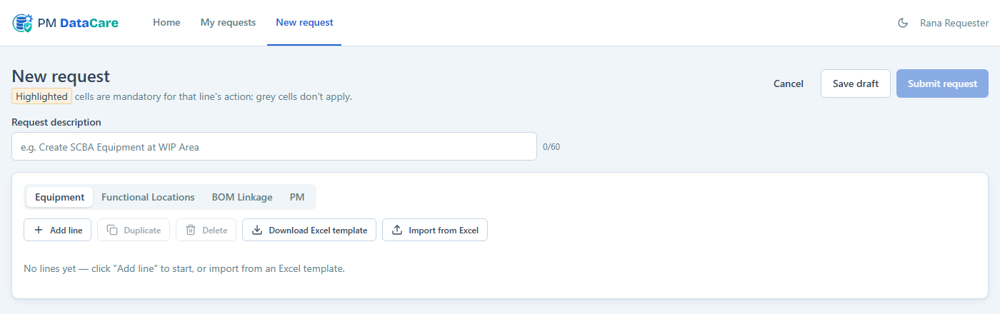 PM DataCare
Home
My requests
New request
Rana Requester
New request
Highlighted cells are mandatory for that line's action; grey cells don't apply.
Cancel
Save draft
Submit request
Request description
e.g. Create SCBA Equipment at WIP Area
0/60
Equipment
Functional Locations
BOM Linkage
PM
Add line
Duplicate
Delete
Download Excel template
Import from Excel
No lines yet — click "Add line" to start, or import from an Excel template.